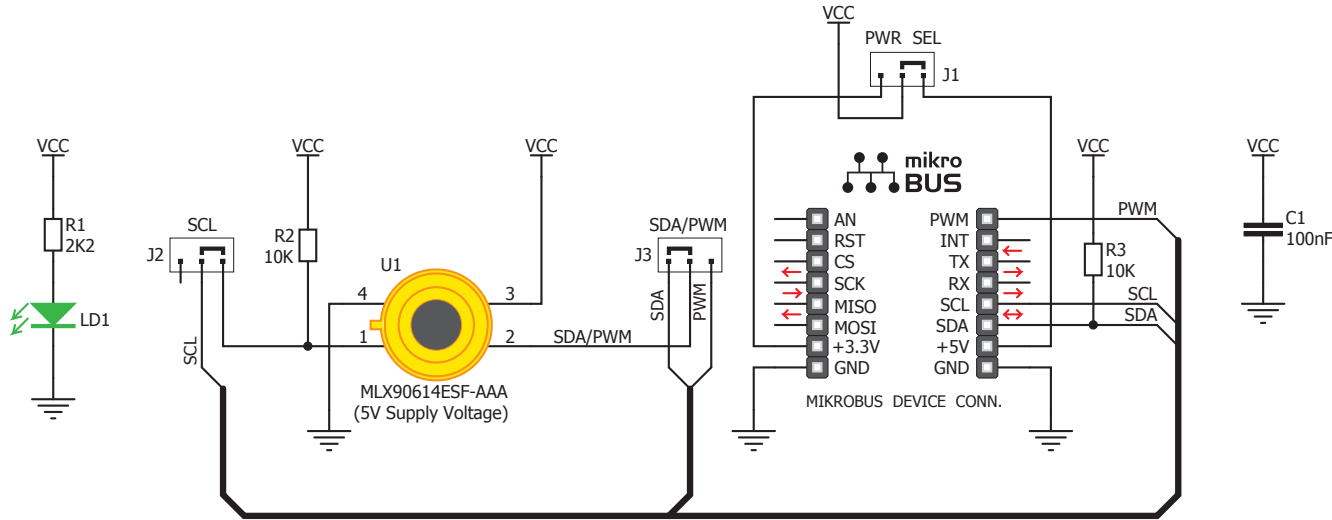 VCC
R1
2K2
LD1
SCL
J2
SCL
VCC
R2
10K
U1
4
3
1
2
VCC
MLX90614ESF-AAA
(5V Supply Voltage)
SDA/PWM
SDA/PWM
J3
SDA
PWM
VCC
PWR SEL
J1
mikro
BUS
AN
RST
CS
SCK
MISO
MOSI
+3.3V
GND
PWM
INT
TX
RX
SCL
SDA
+5V
GND
MIKROBUS DEVICE CONN.
VCC
R3
10K
PWM
SCL
SDA
VCC
C1
100nF